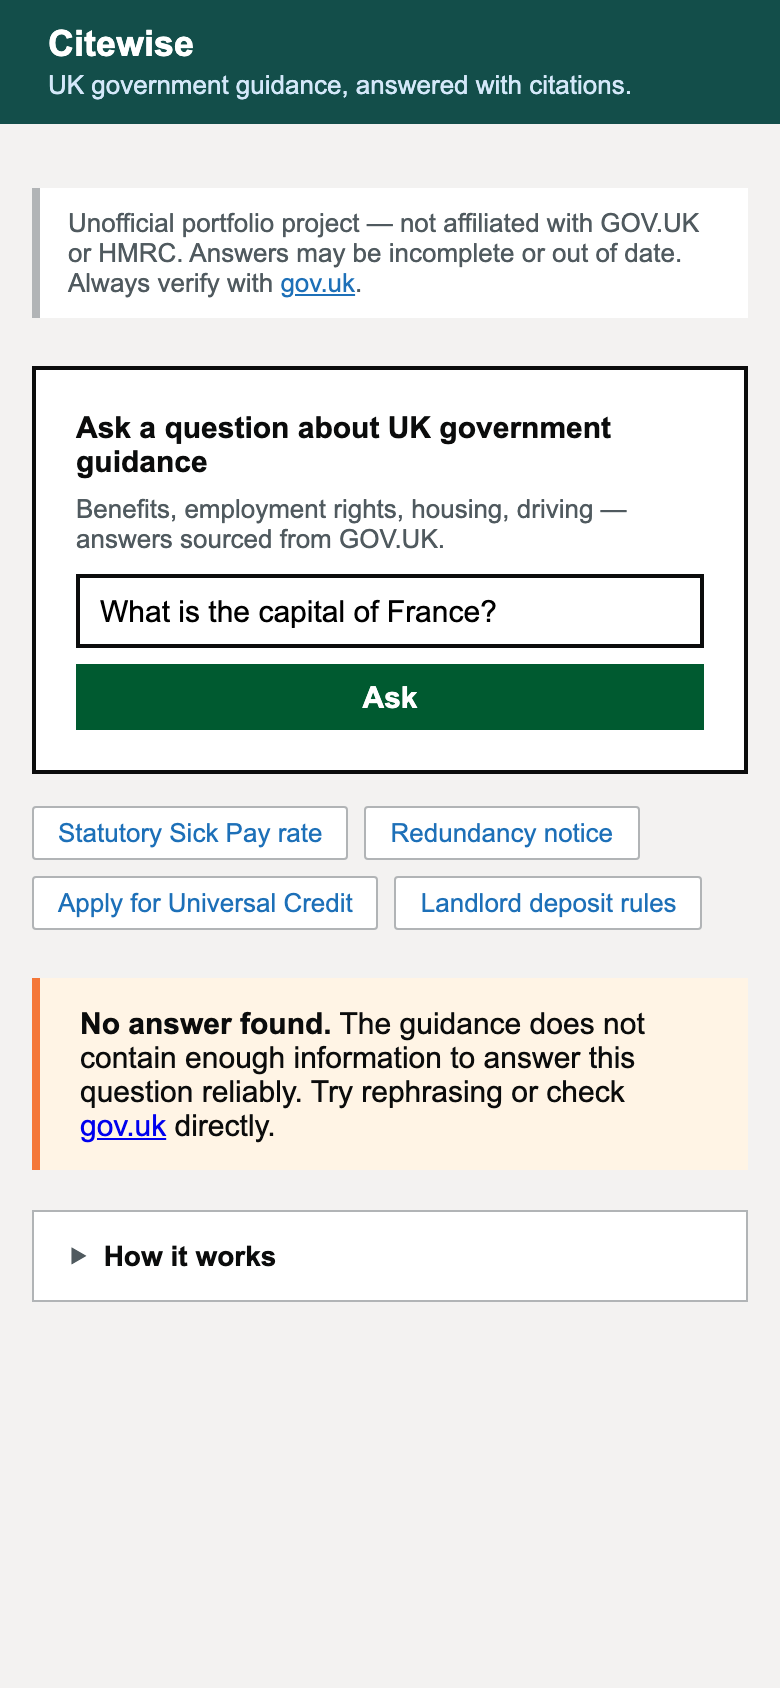 Citewise
UK government guidance, answered with citations.
Unofficial portfolio project — not affiliated with GOV.UK
or HMRC. Answers may be incomplete or out of date.
Always verify with gov.uk.
Ask a question about UK government
guidance
Benefits, employment rights, housing, driving —
answers sourced from GOV.UK.
What is the capital of France?
Ask
Statutory Sick Pay rate
Redundancy notice
Apply for Universal Credit
Landlord deposit rules
No answer found. The guidance does not
contain enough information to answer this
question reliably. Try rephrasing or check
gov.uk directly.
How it works